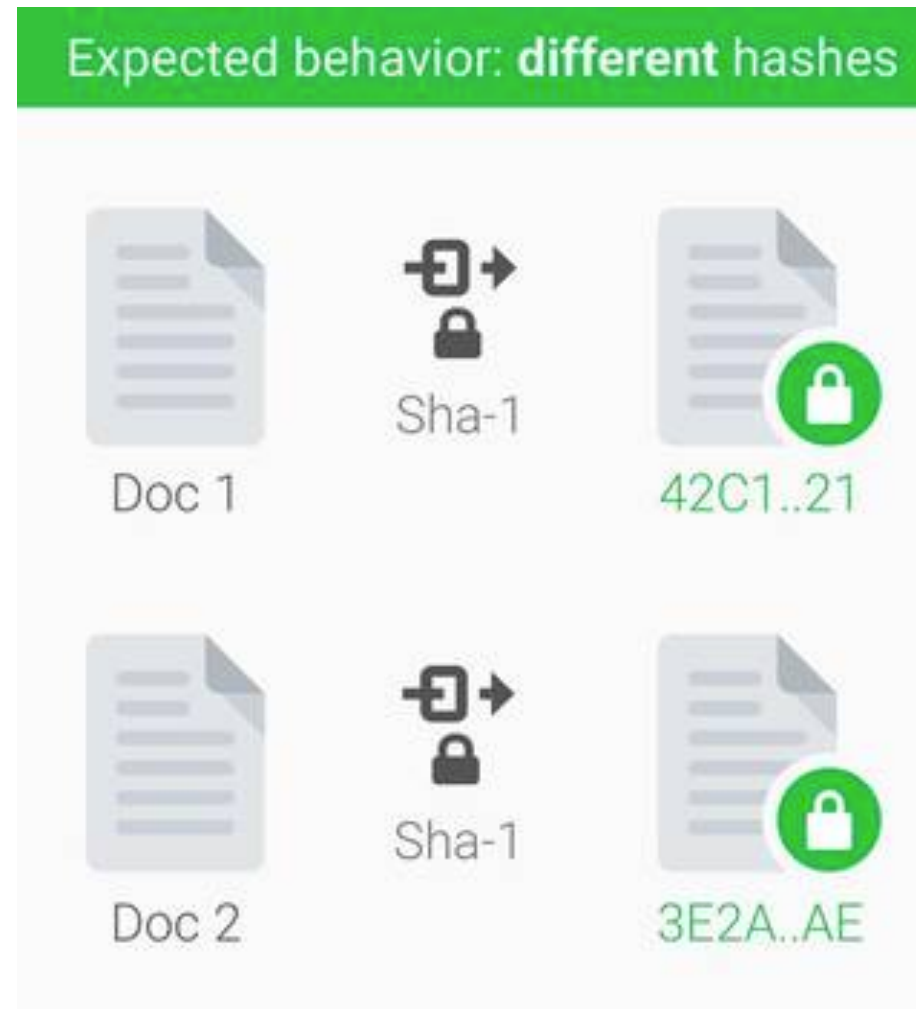 Expected behavior: different hashes
Sha-1
Doc 1
42C1..21
Sha-1
Doc 2
3E2A..AE